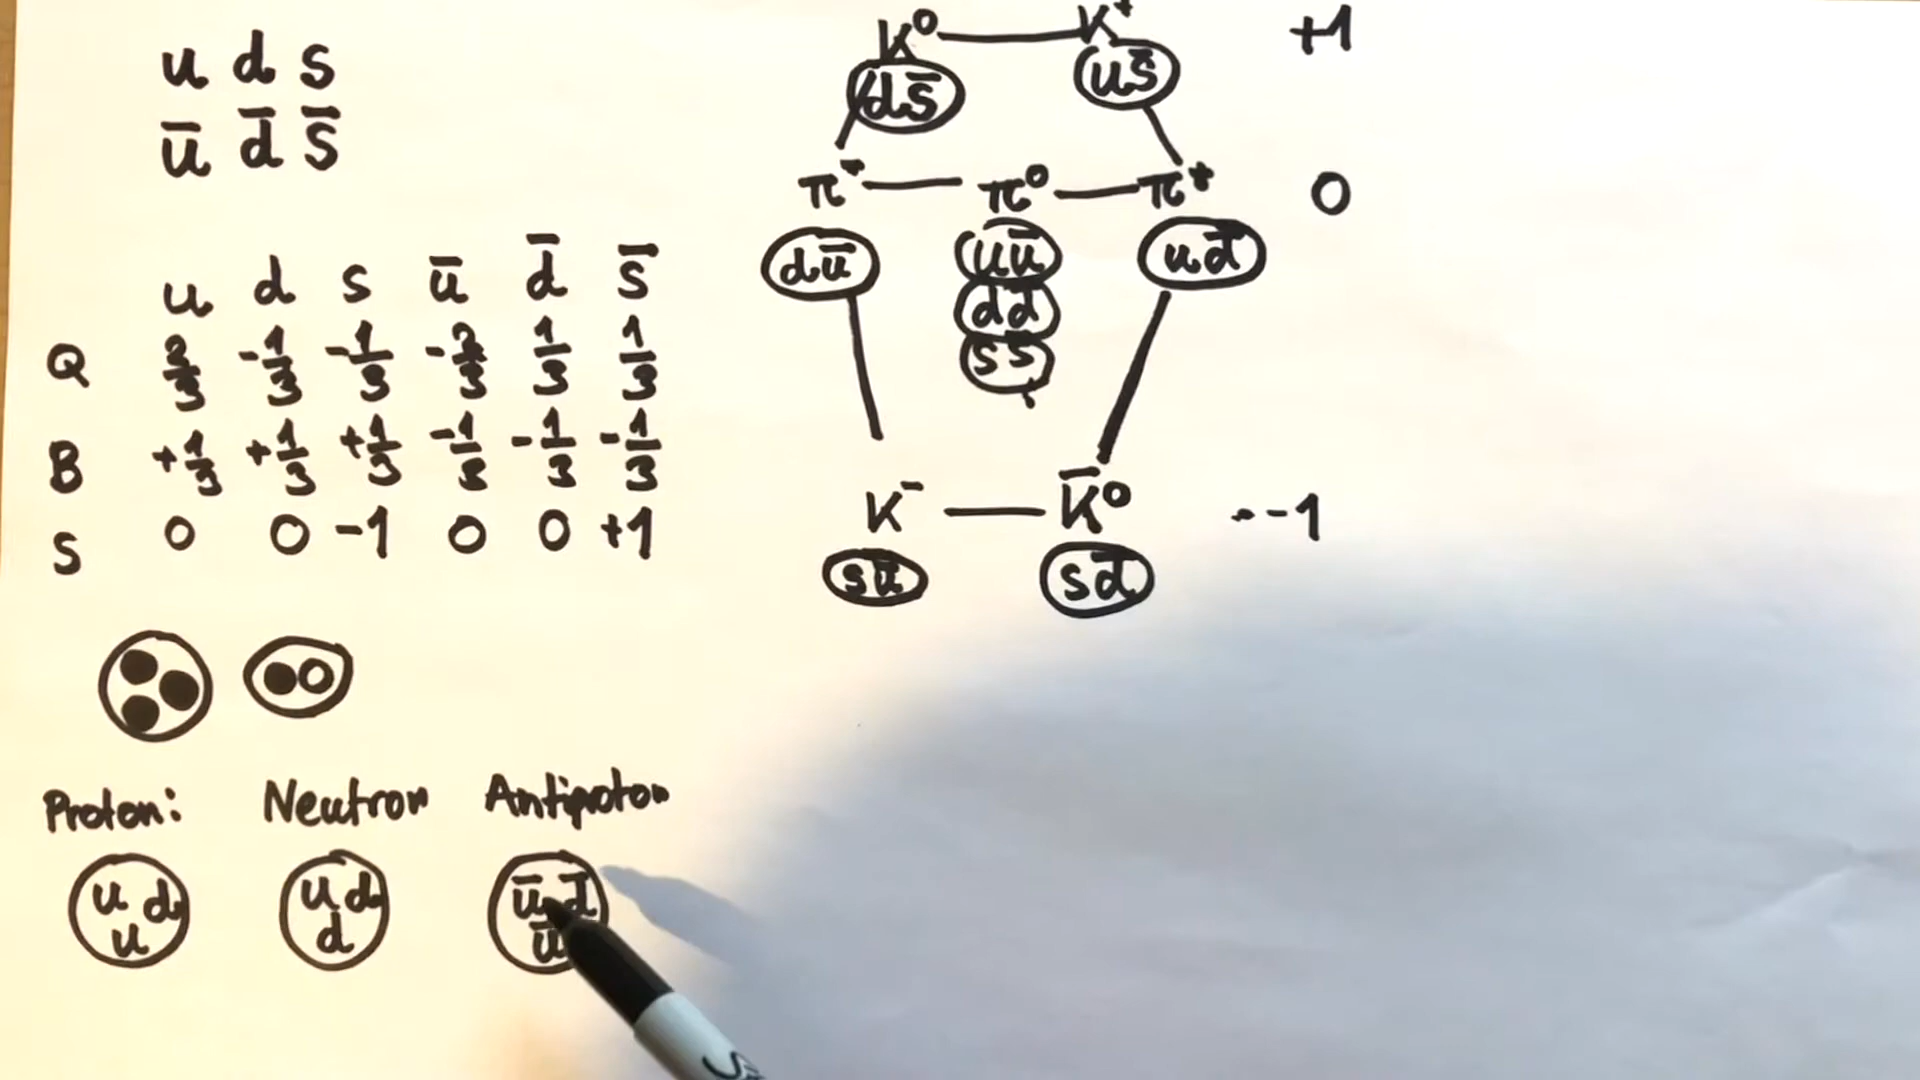 u d s
ū d̄ s̄
u d s ū d̄ s̄
Q 2/3 -1/3 -1/3 -2/3 1/3 1/3
B +1/3 +1/3 +1/3 -1/3 -1/3 -1/3
S 0 0 -1 0 0 +1
Proton: Neutron Antiproton
u d u d ū d̄
u d ū
K⁰ K⁺ +1
ds̄ us̄
π⁻ π⁰ π⁺ 0
dū uū ud̄
dd̄
ss̄
K⁻ K̄⁰ -1
sū sd̄